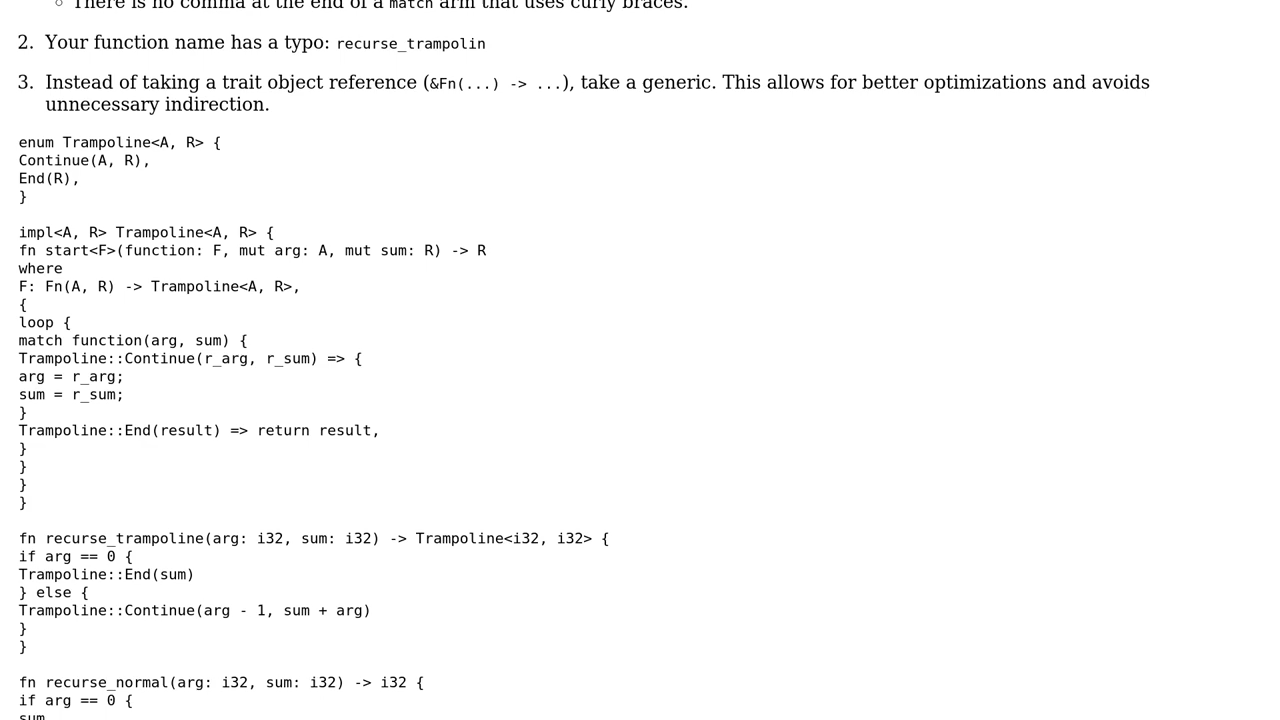 ○ There is no comma at the end of a match arm that uses curly braces.
2. Your function name has a typo: recurse_trampolin
3. Instead of taking a trait object reference (&Fn(...) -> ...), take a generic. This allows for better optimizations and avoids
unnecessary indirection.
enum Trampoline<A, R> {
Continue(A, R),
End(R),
}
impl<A, R> Trampoline<A, R> {
fn start<F>(function: F, mut arg: A, mut sum: R) -> R
where
F: Fn(A, R) -> Trampoline<A, R>,
{
loop {
match function(arg, sum) {
Trampoline::Continue(r_arg, r_sum) => {
arg = r_arg;
sum = r_sum;
}
Trampoline::End(result) => return result,
}
}
}
}
fn recurse_trampoline(arg: i32, sum: i32) -> Trampoline<i32, i32> {
if arg == 0 {
Trampoline::End(sum)
} else {
Trampoline::Continue(arg - 1, sum + arg)
}
}
fn recurse_normal(arg: i32, sum: i32) -> i32 {
if arg == 0 {
sum